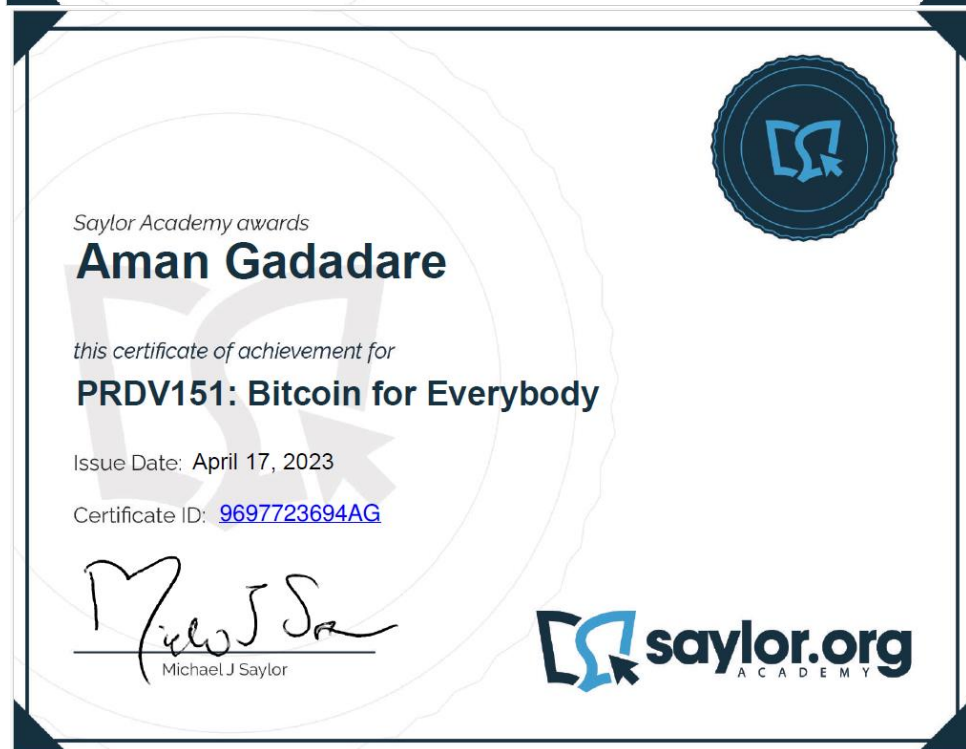 Saylor Academy awards
Aman Gadadare
this certificate of achievement for
PRDV151: Bitcoin for Everybody
Issue Date: April 17, 2023
Certificate ID: 9697723694AG
Michael J Saylor
saylor.org
ACADEMY